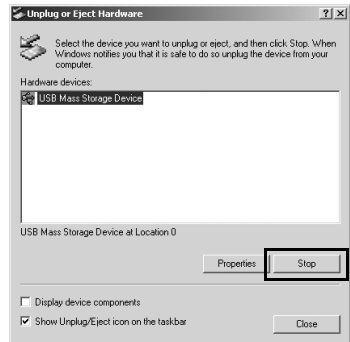 Unplug or Eject Hardware
Select the device you want to unplug or eject, and then click Stop. When
Windows notifies you that it is safe to do so unplug the device from your
computer.
Hardware devices:
USB Mass Storage Device
USB Mass Storage Device at Location 0
Properties
Stop
Display device components
Show Unplug/Eject icon on the taskbar
Close